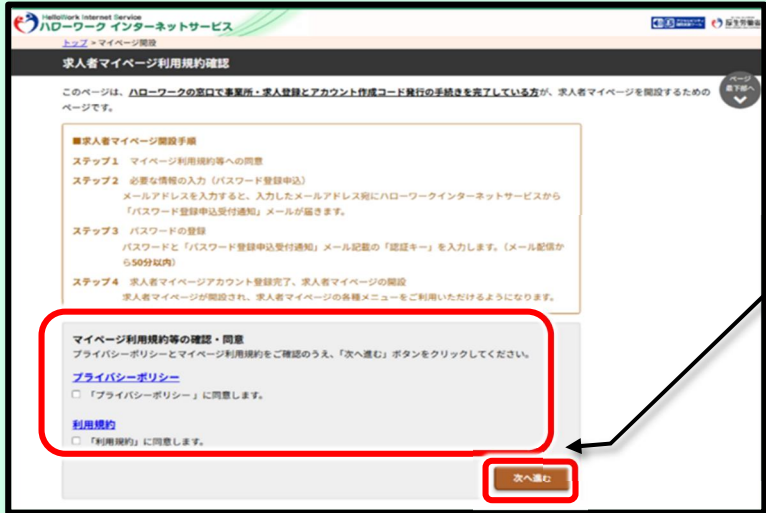 HelloWork Internet Service
ハローワーク インターネットサービス
厚生労働省
トップ > マイページ開設
求人者マイページ利用規約確認
このページは、ハローワークの窓口で事業所・求人登録とアカウント作成コード発行の手続きを完了している方が、求人者マイページを開設するための
ページです。
ページ
最下部へ
■求人者マイページ開設手順
ステップ1 マイページ利用規約等への同意
ステップ2 必要な情報の入力（パスワード登録申込）
メールアドレスを入力すると、入力したメールアドレス宛にハローワークインターネットサービスから
「パスワード登録申込受付通知」メールが届きます。
ステップ3 パスワードの登録
パスワードと「パスワード登録申込受付通知」メール記載の「認証キー」を入力します。（メール配信か
ら50分以内）
ステップ4 求人者マイページアカウント登録完了、求人者マイページの開設
求人者マイページが開設され、求人者マイページの各種メニューをご利用いただけるようになります。
マイページ利用規約等の確認・同意
プライバシーポリシーとマイページ利用規約をご確認のうえ、「次へ進む」ボタンをクリックしてください。
プライバシーポリシー
「プライバシーポリシー」に同意します。
利用規約
「利用規約」に同意します。
次へ進む